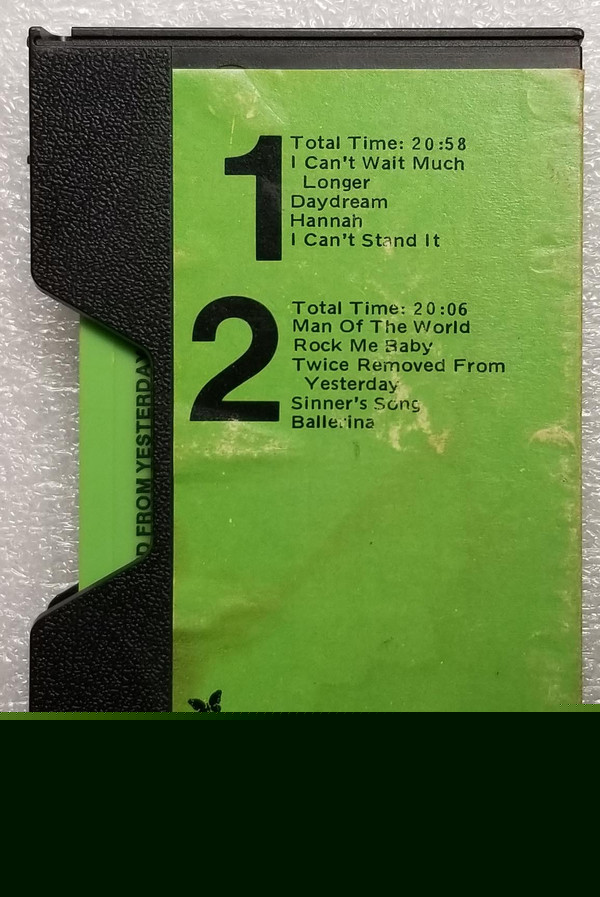 1
Total Time: 20:58
I Can't Wait Much
Longer
Daydream
Hannah
I Can't Stand It
2
Total Time: 20:06
Man Of The World
Rock Me Baby
Twice Removed From
Yesterday
Sinner's Song
Ballerina
D FROM YESTERDAY